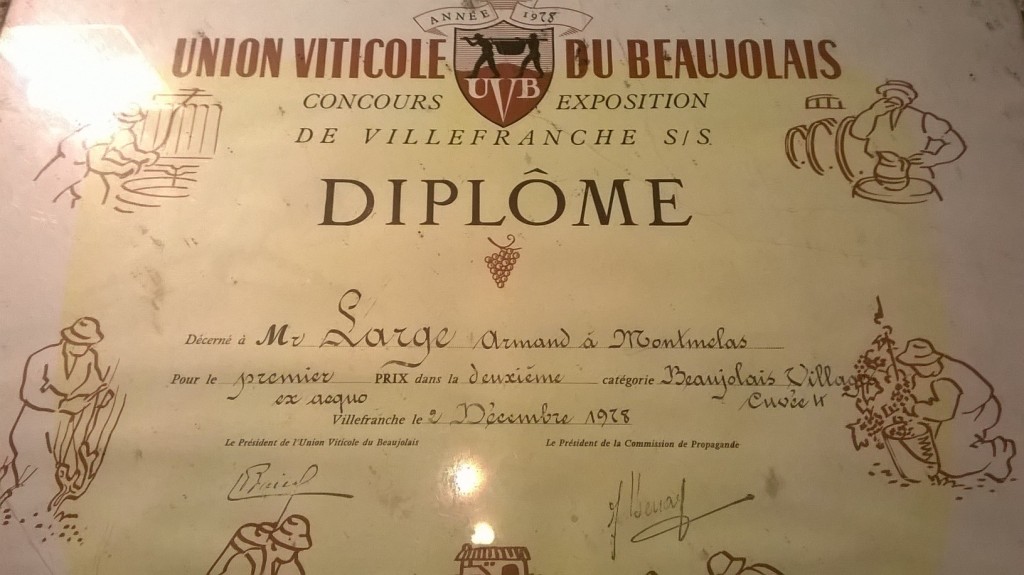 ANNÉE 1978
UNION VITICOLE DU BEAUJOLAIS
UVB
CONCOURS EXPOSITION
DE VILLEFRANCHE S/S.
DIPLÔME
Décerné à Mr Large Armand à Montmelas
Pour le premier PRIX dans la deuxième catégorie Beaujolais Villag
ex aequo Cuvée
Villefranche le 2 Décembre 1978
Le Président de l'Union Viticole du Beaujolais Le Président de la Commission de Propagande